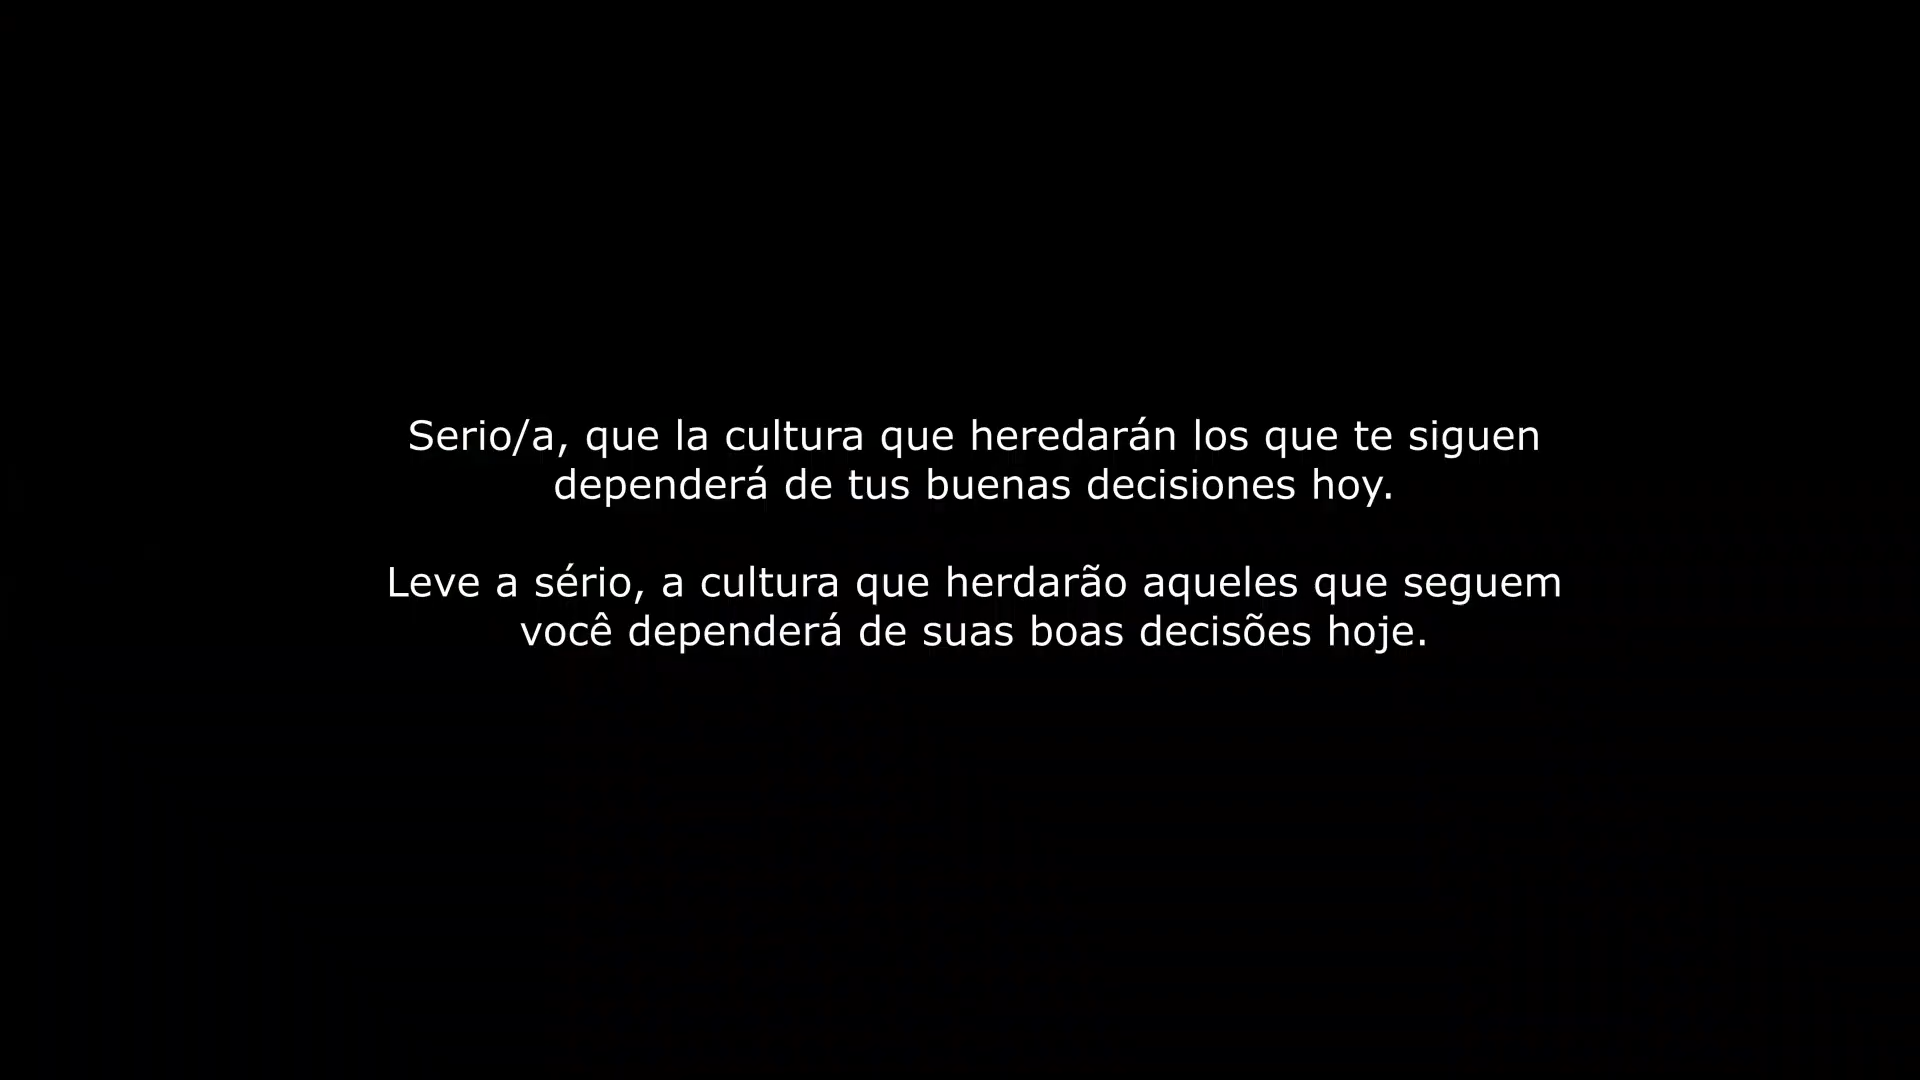 Serio/a, que la cultura que heredarán los que te siguen
dependerá de tus buenas decisiones hoy.
Leve a sério, a cultura que herdarão aqueles que seguem
você dependerá de suas boas decisões hoje.